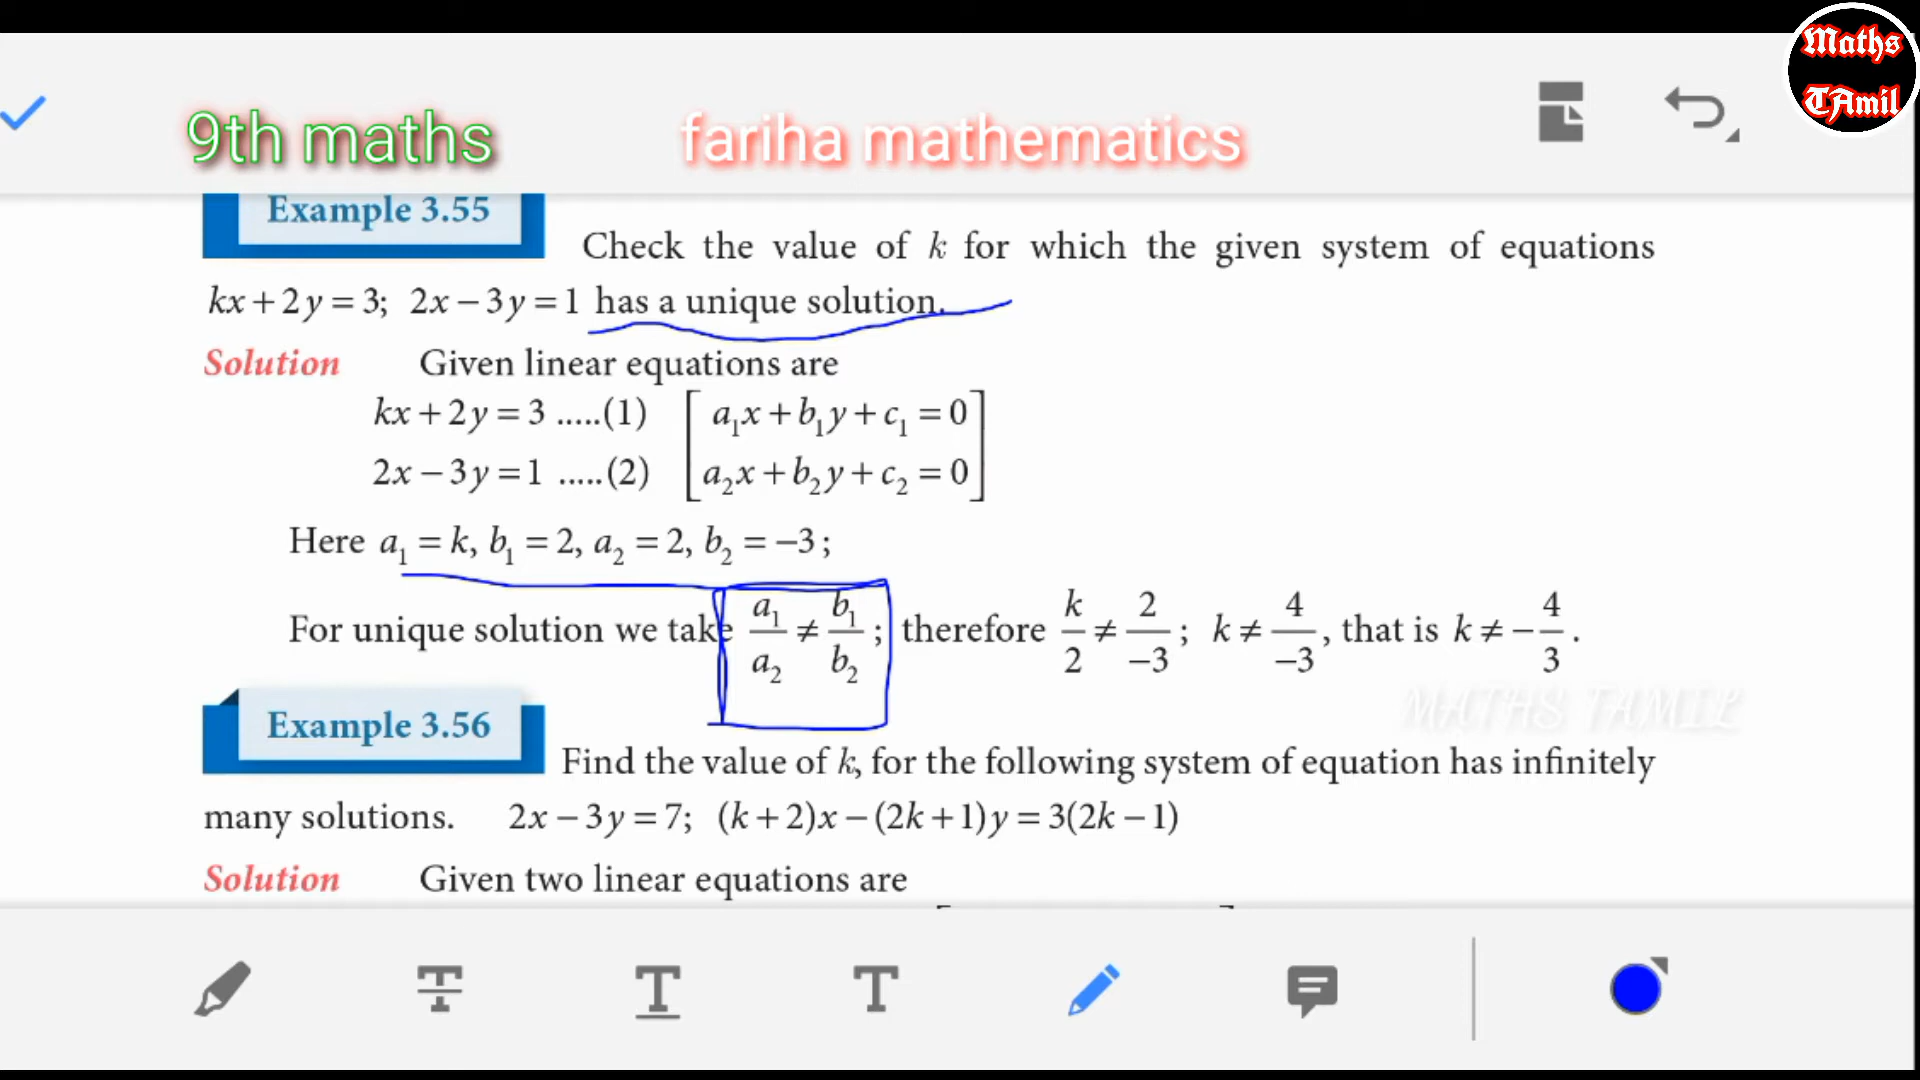 Maths
TAmil
9th maths fariha mathematics
Example 3.55
Check the value of k for which the given system of equations
kx + 2y = 3; 2x − 3y = 1 has a unique solution.
Solution Given linear equations are
kx + 2y = 3 .....(1) [a₁x + b₁y + c₁ = 0
2x − 3y = 1 .....(2) a₂x + b₂y + c₂ = 0]
Here a₁ = k, b₁ = 2, a₂ = 2, b₂ = −3;
For unique solution we take a₁/a₂ ≠ b₁/b₂; therefore k/2 ≠ 2/−3; k ≠ 4/−3, that is k ≠ −4/3.
MATHS TAMIL
Example 3.56
Find the value of k, for the following system of equation has infinitely
many solutions. 2x − 3y = 7; (k + 2)x − (2k + 1)y = 3(2k − 1)
Solution Given two linear equations are